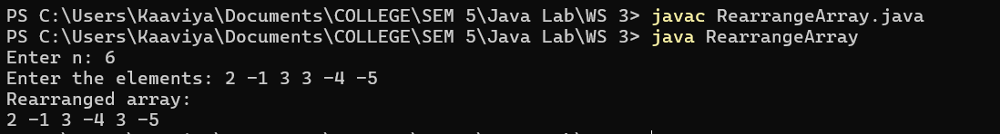 PS C:\Users\Kaaviya\Documents\COLLEGE\SEM 5\Java Lab\WS 3> javac RearrangeArray.java
PS C:\Users\Kaaviya\Documents\COLLEGE\SEM 5\Java Lab\WS 3> java RearrangeArray
Enter n: 6
Enter the elements: 2 -1 3 3 -4 -5
Rearranged array:
2 -1 3 -4 3 -5